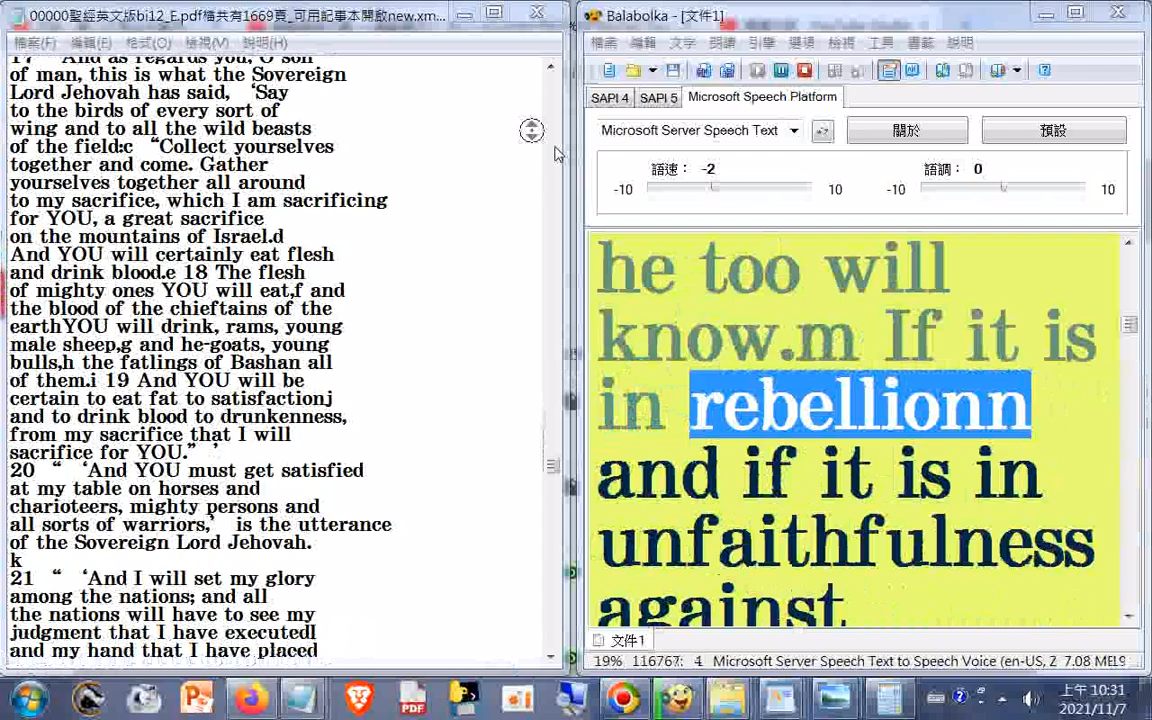 00000聖經英文版bi12_E.pdf檔共有1669頁_可用記事本開啟new.xm...
檔案(F) 編輯(E) 格式(O) 檢視(V) 說明(H)
17 “ ‘And as regards you, O son
of man, this is what the Sovereign
Lord Jehovah has said, ‘Say
to the birds of every sort of
wing and to all the wild beasts
of the field:c “Collect yourselves
together and come. Gather
yourselves together all around
to my sacrifice, which I am sacrificing
for YOU, a great sacrifice
on the mountains of Israel.d
And YOU will certainly eat flesh
and drink blood.e 18 The flesh
of mighty ones YOU will eat,f and
the blood of the chieftains of the
earthYOU will drink, rams, young
male sheep,g and he-goats, young
bulls,h the fatlings of Bashan all
of them.i 19 And YOU will be
certain to eat fat to satisfactionj
and to drink blood to drunkenness,
from my sacrifice that I will
sacrifice for YOU.” ’
20 “ ‘And YOU must get satisfied
at my table on horses and
charioteers, mighty persons and
all sorts of warriors,’ is the utterance
of the Sovereign Lord Jehovah.
k
21 “ ‘And I will set my glory
among the nations; and all
the nations will have to see my
judgment that I have executedl
and my hand that I have placed
Balabolka - [文件1]
檔案 編輯 文字 朗讀 引擎 選項 檢視 工具 書籤 說明
SAPI 4 SAPI 5 Microsoft Speech Platform
Microsoft Server Speech Text 關於 預設
語速： -2 語調： 0
-10 10 -10 10
he too will
know.m If it is
in rebellionn
and if it is in
unfaithfulness
against
文件1
19% 116767: 4 Microsoft Server Speech Text to Speech Voice (en-US, Z 7.08 ME
上午 10:31
2021/11/7